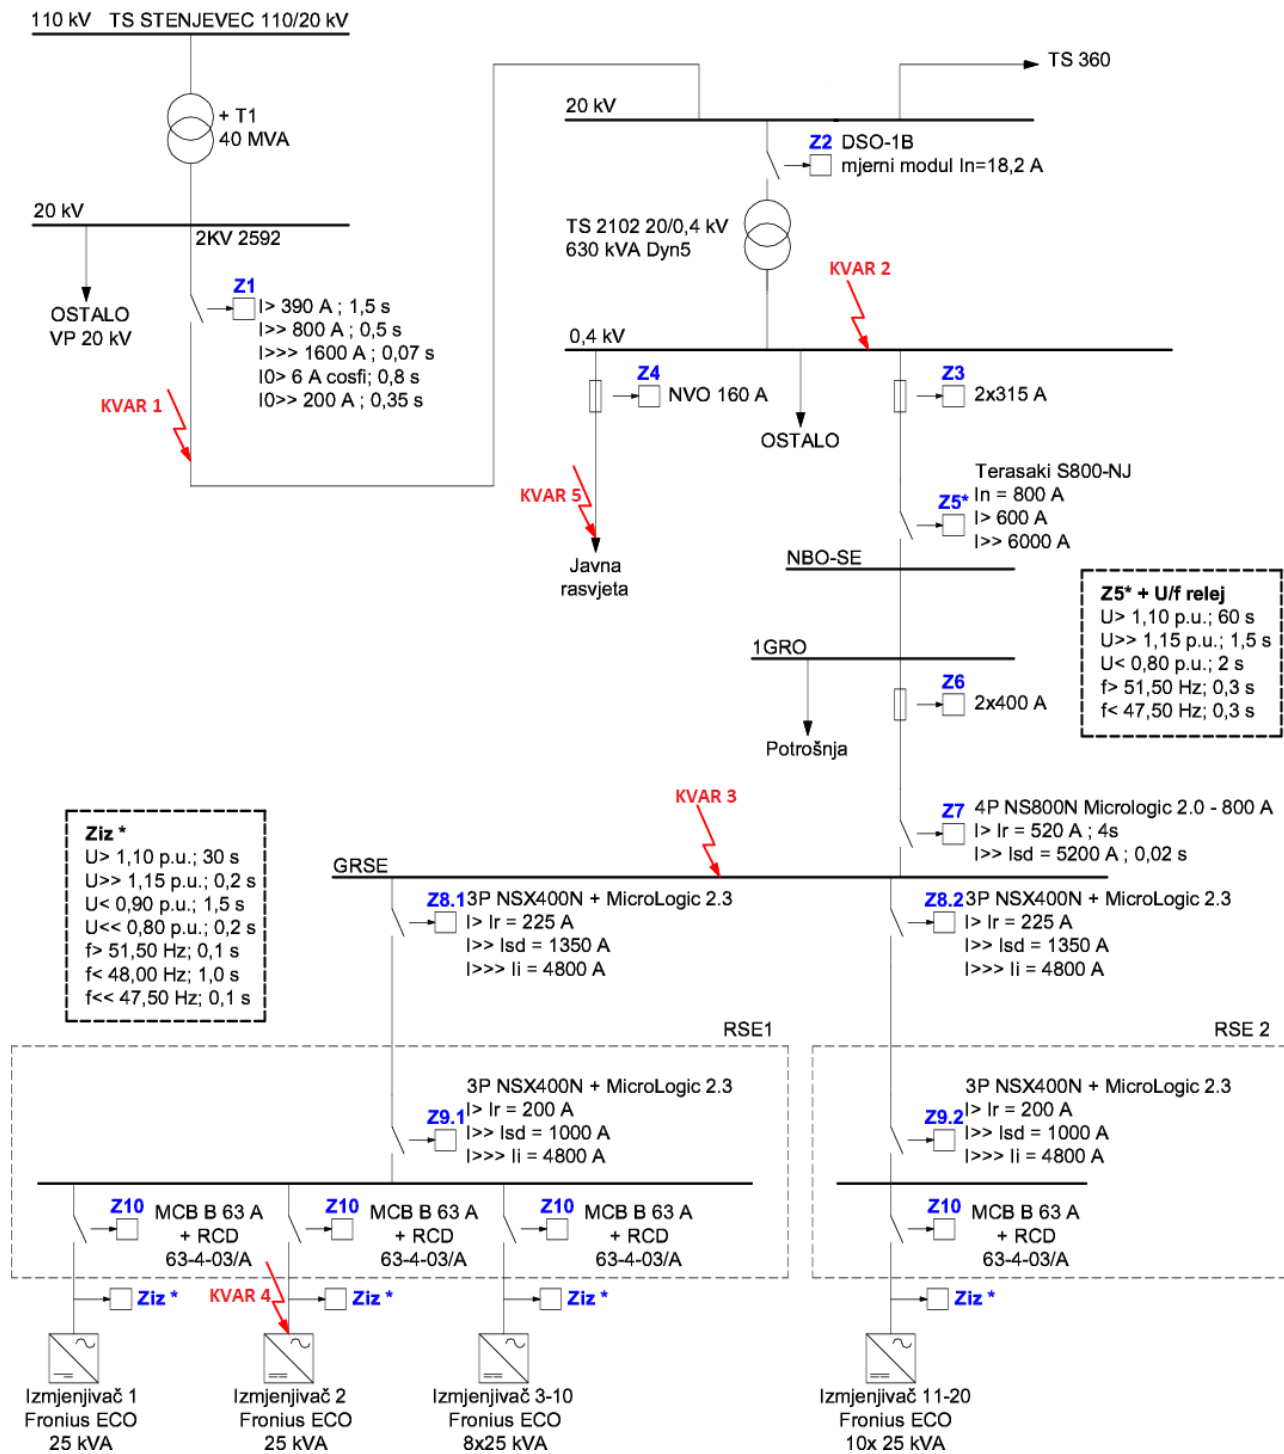 110 kV TS STENJEVEC 110/20 kV
+ T1
40 MVA
20 kV
2KV 2592
OSTALO
VP 20 kV
Z1
I> 390 A ; 1,5 s
I>> 800 A ; 0,5 s
I>>> 1600 A ; 0,07 s
I0> 6 A cosfi; 0,8 s
I0>> 200 A ; 0,35 s
KVAR 1
TS 360
20 kV
Z2 DSO-1B
mjerni modul In=18,2 A
TS 2102 20/0,4 kV
630 kVA Dyn5
KVAR 2
0,4 kV
Z4
NVO 160 A
OSTALO
Z3
2x315 A
KVAR 5
Javna
rasvjeta
Terasaki S800-NJ
Z5* In = 800 A
I> 600 A
I>> 6000 A
NBO-SE
Z5* + U/f relej
U> 1,10 p.u.; 60 s
U>> 1,15 p.u.; 1,5 s
U< 0,80 p.u.; 2 s
f> 51,50 Hz; 0,3 s
f< 47,50 Hz; 0,3 s
1GRO
Potrošnja
Z6
2x400 A
KVAR 3
Z7 4P NS800N Micrologic 2.0 - 800 A
I> Ir = 520 A ; 4s
I>> Isd = 5200 A ; 0,02 s
Ziz *
U> 1,10 p.u.; 30 s
U>> 1,15 p.u.; 0,2 s
U< 0,90 p.u.; 1,5 s
U<< 0,80 p.u.; 0,2 s
f> 51,50 Hz; 0,1 s
f< 48,00 Hz; 1,0 s
f<< 47,50 Hz; 0,1 s
GRSE
Z8.1 3P NSX400N + MicroLogic 2.3
I> Ir = 225 A
I>> Isd = 1350 A
I>>> Ii = 4800 A
Z8.2 3P NSX400N + MicroLogic 2.3
I> Ir = 225 A
I>> Isd = 1350 A
I>>> Ii = 4800 A
RSE1
RSE 2
3P NSX400N + MicroLogic 2.3
Z9.1 I> Ir = 200 A
I>> Isd = 1000 A
I>>> Ii = 4800 A
3P NSX400N + MicroLogic 2.3
Z9.2 I> Ir = 200 A
I>> Isd = 1000 A
I>>> Ii = 4800 A
Z10 MCB B 63 A
+ RCD
63-4-03/A
Z10 MCB B 63 A
+ RCD
63-4-03/A
Z10 MCB B 63 A
+ RCD
63-4-03/A
Z10 MCB B 63 A
+ RCD
63-4-03/A
Ziz *
KVAR 4
Ziz *
Ziz *
Ziz *
Izmjenjivač 1
Fronius ECO
25 kVA
Izmjenjivač 2
Fronius ECO
25 kVA
Izmjenjivač 3-10
Fronius ECO
8x25 kVA
Izmjenjivač 11-20
Fronius ECO
10x 25 kVA